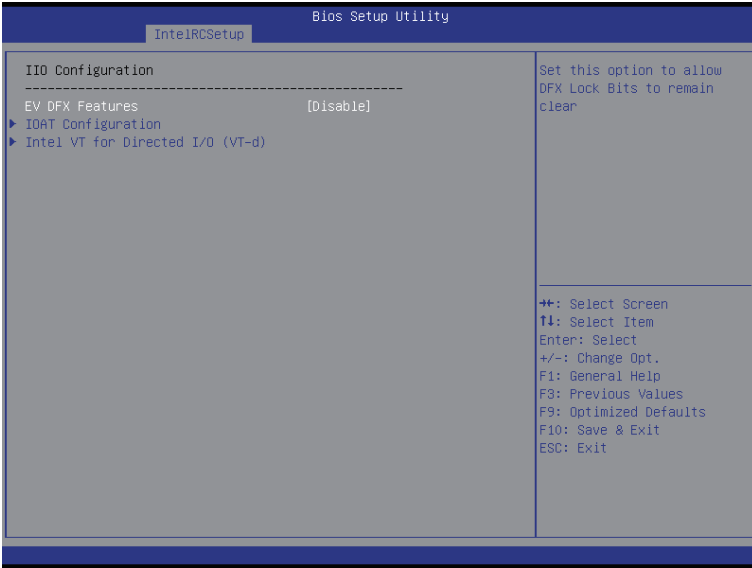 Bios Setup Utility
IntelRCSetup
IIO Configuration
--------------------------------------------------
EV DFX Features [Disable]
IOAT Configuration
Intel VT for Directed I/O (VT-d)
Set this option to allow
DFX Lock Bits to remain
clear
→←: Select Screen
↑↓: Select Item
Enter: Select
+/-: Change Opt.
F1: General Help
F3: Previous Values
F9: Optimized Defaults
F10: Save & Exit
ESC: Exit